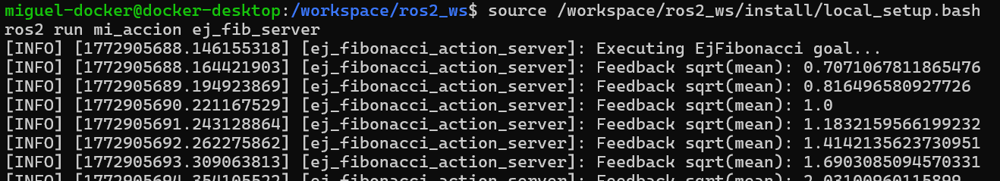 miguel-docker@docker-desktop:/workspace/ros2_ws$ source /workspace/ros2_ws/install/local_setup.bash
ros2 run mi_accion ej_fib_server
[INFO] [1772905688.146155318] [ej_fibonacci_action_server]: Executing EjFibonacci goal...
[INFO] [1772905688.164421903] [ej_fibonacci_action_server]: Feedback sqrt(mean): 0.7071067811865476
[INFO] [1772905689.194923869] [ej_fibonacci_action_server]: Feedback sqrt(mean): 0.816496580927726
[INFO] [1772905690.221167529] [ej_fibonacci_action_server]: Feedback sqrt(mean): 1.0
[INFO] [1772905691.243128864] [ej_fibonacci_action_server]: Feedback sqrt(mean): 1.1832159566199232
[INFO] [1772905692.262275862] [ej_fibonacci_action_server]: Feedback sqrt(mean): 1.4142135623730951
[INFO] [1772905693.309063813] [ej_fibonacci_action_server]: Feedback sqrt(mean): 1.6903085094570331
[INFO] [1772905694.354105522] [ej_fibonacci_action_server]: Feedback sqrt(mean): 2.03100960115899